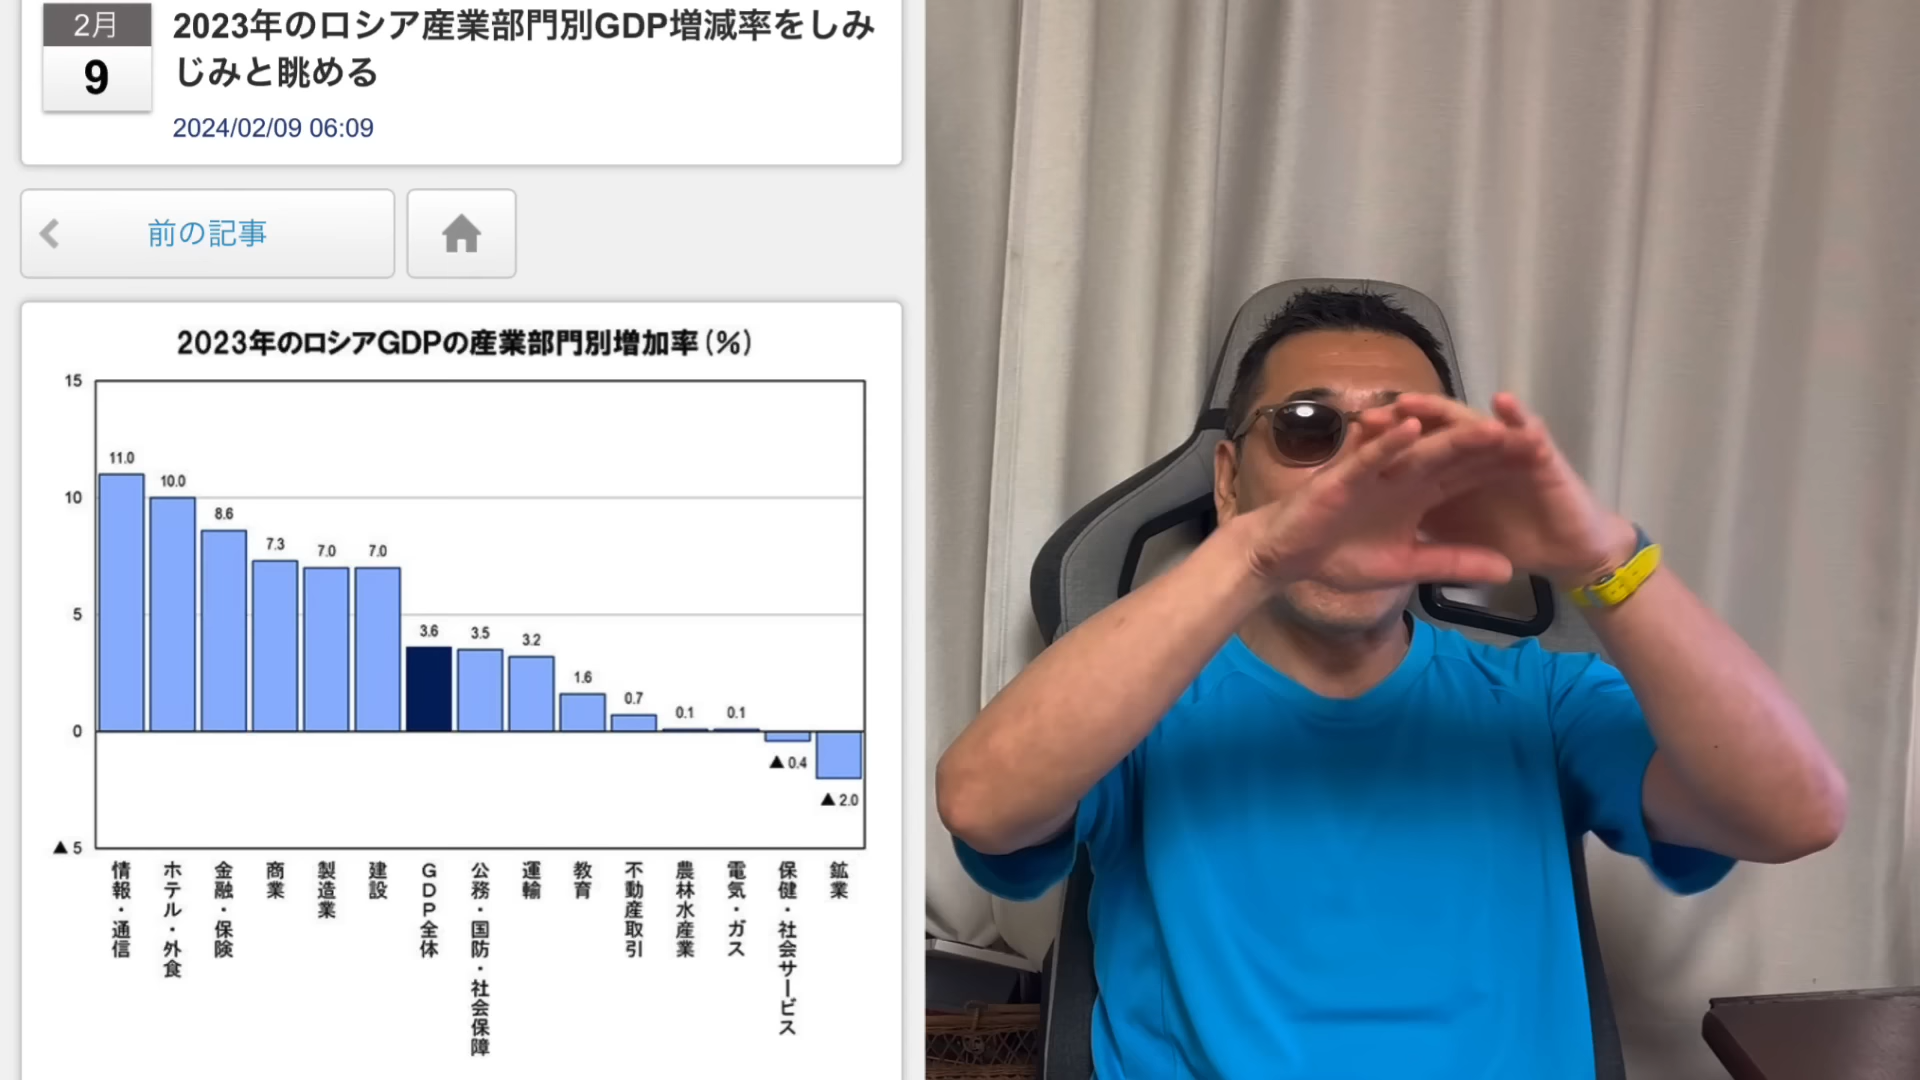 2月
9
2023年のロシア産業部門別GDP増減率をしみ
じみと眺める
2024/02/09 06:09
前の記事
2023年のロシアGDPの産業部門別増加率(%)
15
10
5
0
▲5
11.0
10.0
8.6
7.3
7.0
7.0
3.6
3.5
3.2
1.6
0.7
0.1
0.1
▲0.4
▲2.0
情報・通信
ホテル・外食
金融・保険
商業
製造業
建設
GDP全体
公務・国防・社会保障
運輸
教育
不動産取引
農林水産業
電気・ガス
保健・社会サービス
鉱業